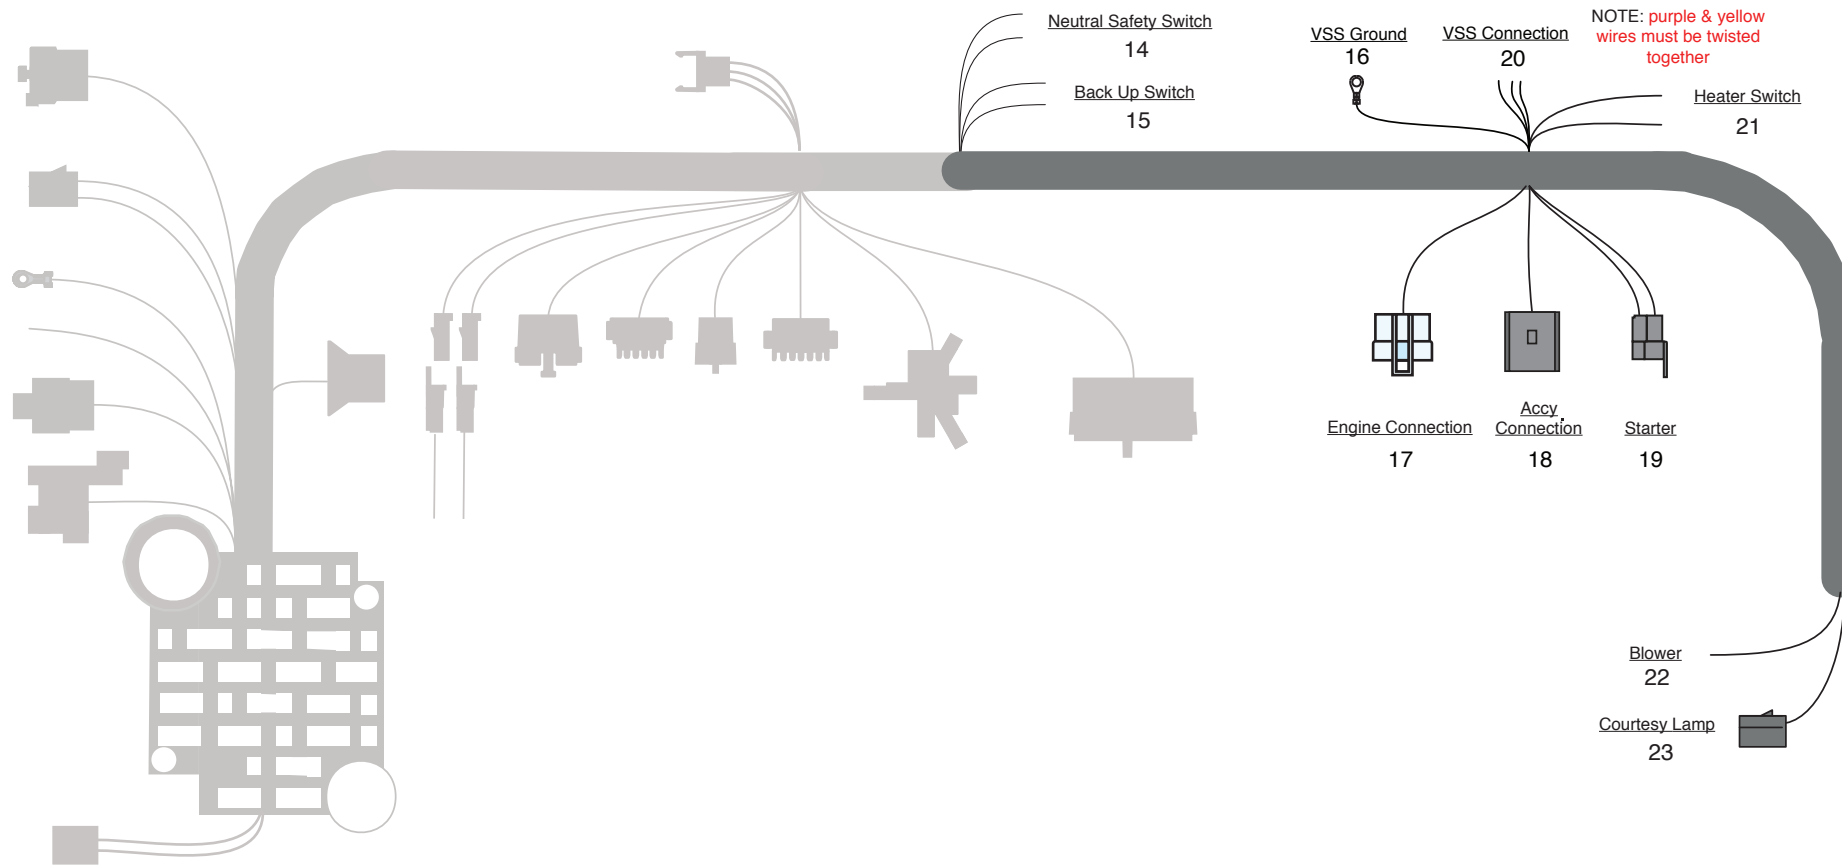 Neutral Safety Switch
14
Back Up Switch
15
VSS Ground
16
VSS Connection
20
NOTE: purple & yellow
wires must be twisted
together
Heater Switch
21
Engine Connection
17
Accy.
Connection
18
Starter
19
Blower
22
Courtesy Lamp
23